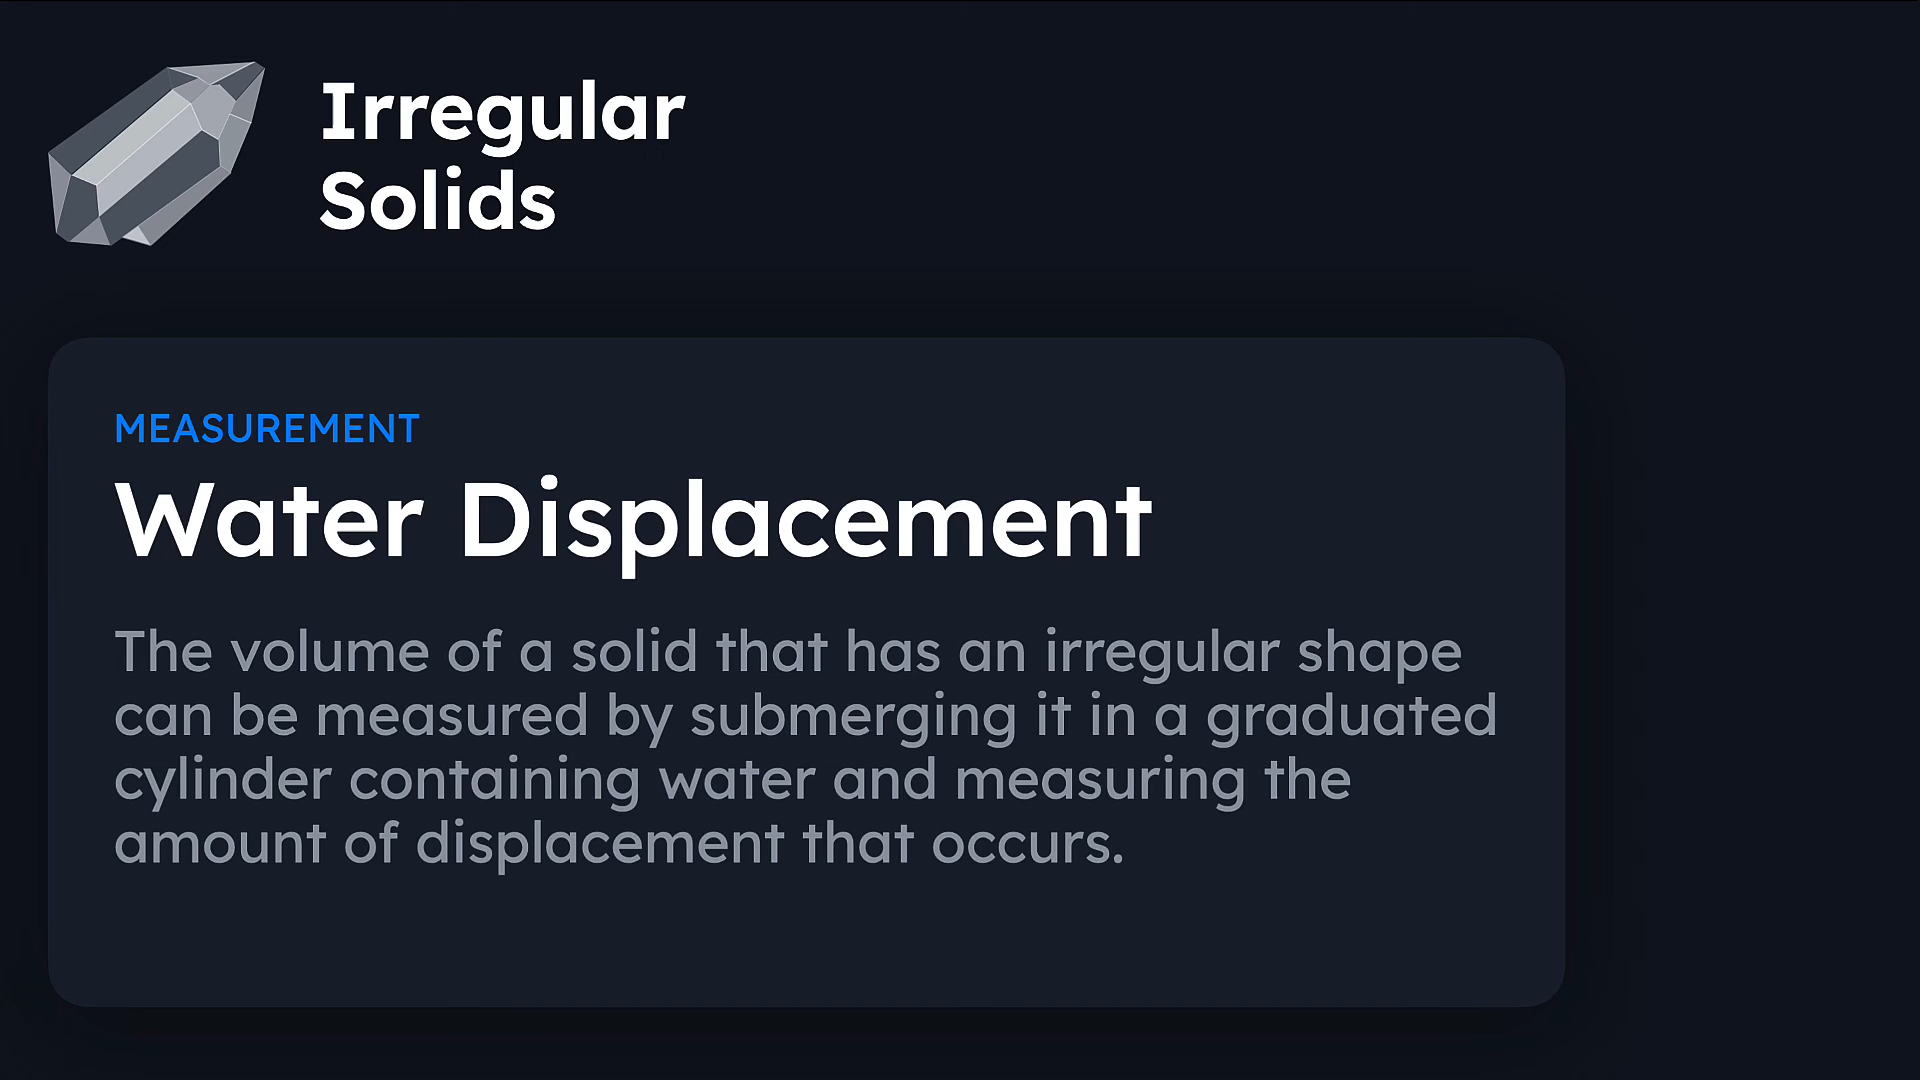 Irregular
Solids
MEASUREMENT
Water Displacement
The volume of a solid that has an irregular shape
can be measured by submerging it in a graduated
cylinder containing water and measuring the
amount of displacement that occurs.